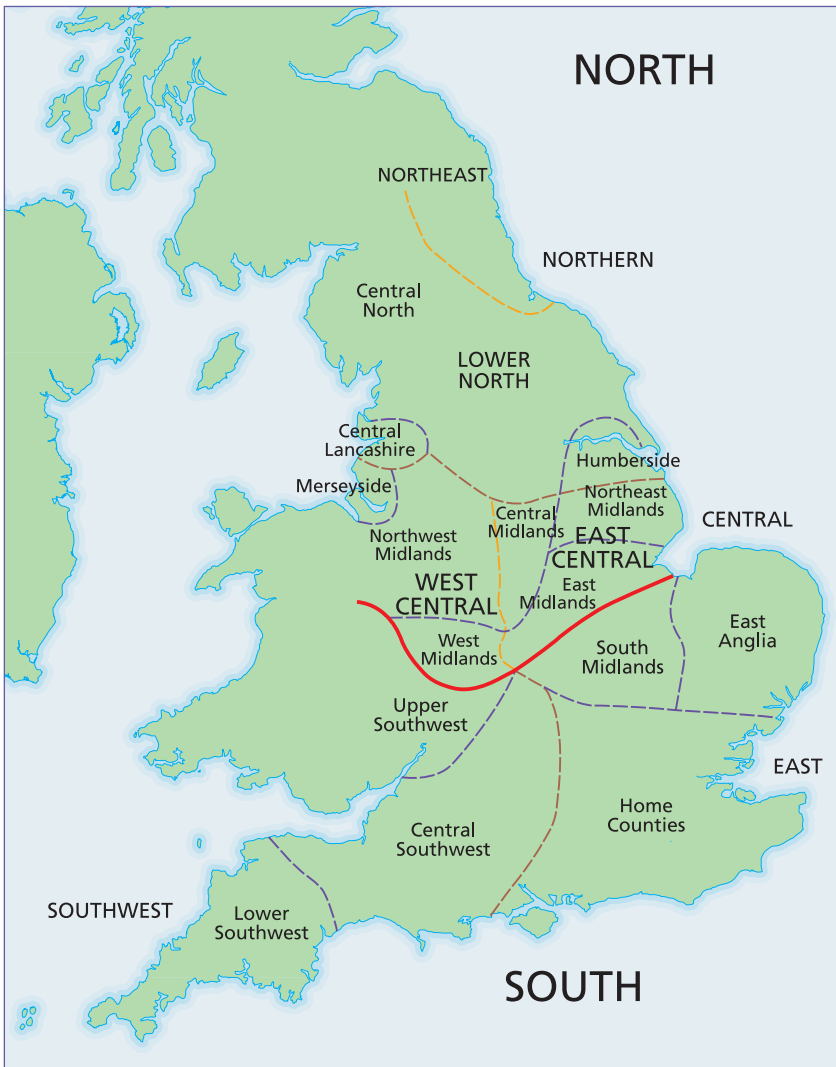 NORTH
NORTHEAST
NORTHERN
Central
North
LOWER
NORTH
Central
Lancashire
Humberside
Merseyside
Northeast
Midlands
Central
Midlands
CENTRAL
Northwest
Midlands
EAST
CENTRAL
WEST
CENTRAL
East
Midlands
East
Anglia
West
Midlands
South
Midlands
Upper
Southwest
EAST
Home
Counties
Central
Southwest
SOUTHWEST
Lower
Southwest
SOUTH